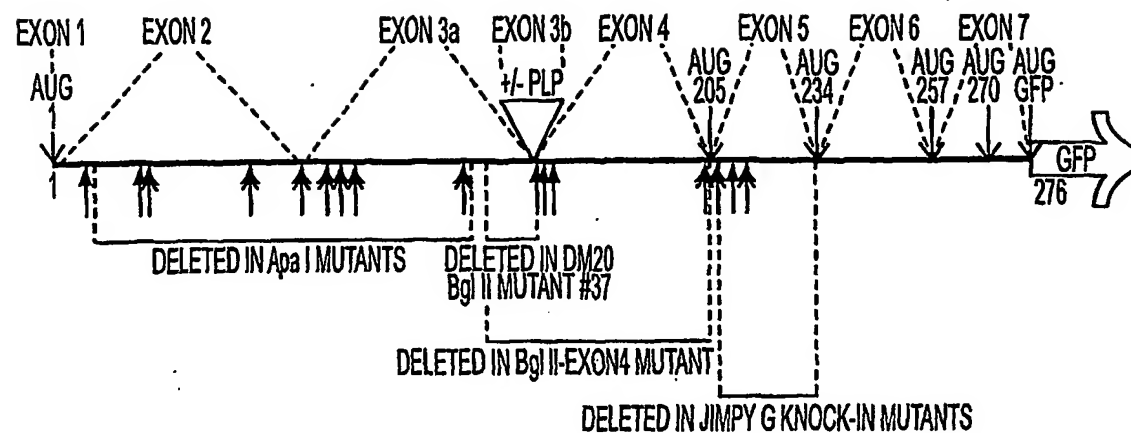 EXON 1 EXON 2 EXON 3a EXON 3b EXON 4 EXON 5 EXON 6 EXON 7
AUG +/- PLP AUG AUG AUG AUG AUG
205 234 257 270 GFP
1
GFP
1 276
DELETED IN Apa I MUTANTS DELETED IN DM20
Bgl II MUTANT #37
DELETED IN Bgl II-EXON4 MUTANT
DELETED IN JIMPY G KNOCK-IN MUTANTS